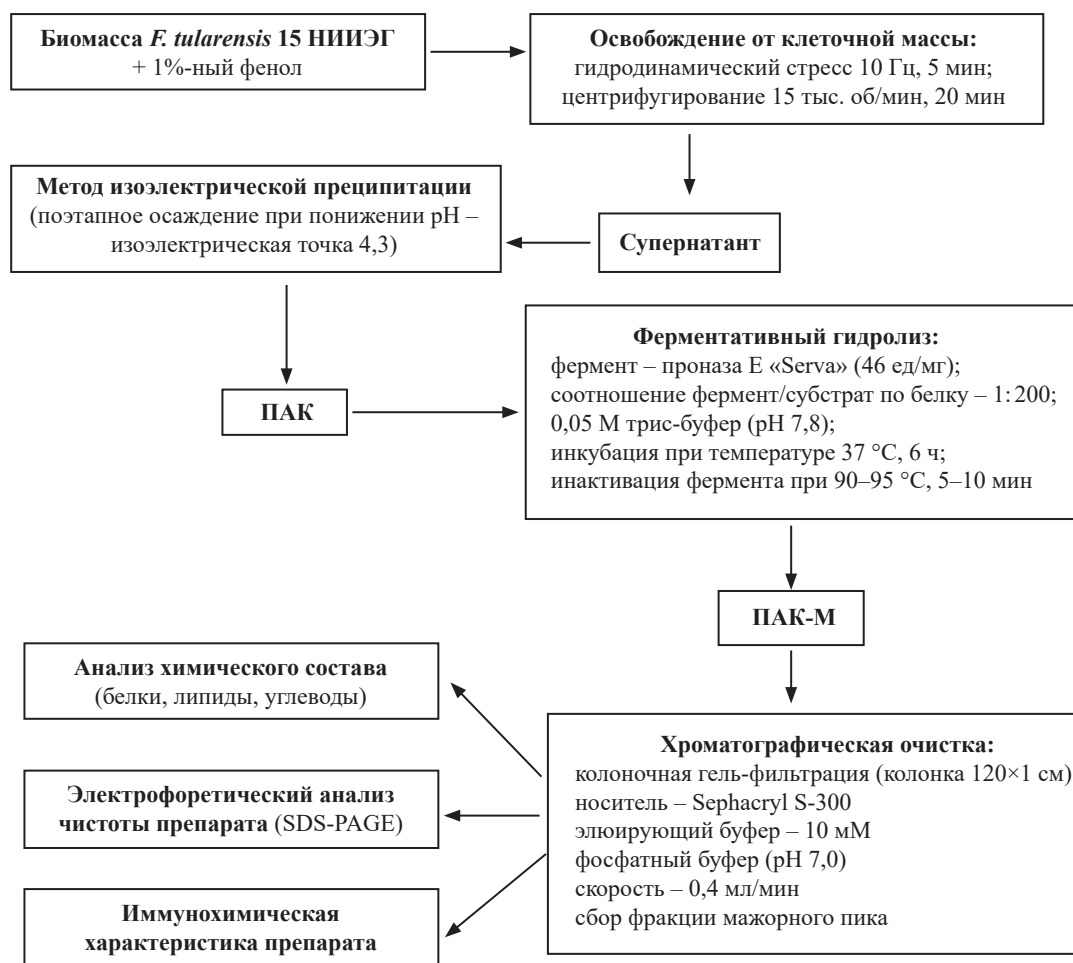 Биомасса F. tularensis 15 НИИЭГ
+ 1%-ный фенол
Освобождение от клеточной массы:
гидродинамический стресс 10 Гц, 5 мин;
центрифугирование 15 тыс. об/мин, 20 мин
Метод изоэлектрической преципитации
(поэтапное осаждение при понижении pH –
изоэлектрическая точка 4,3)
Супернатант
ПАК
Ферментативный гидролиз:
фермент – проназа Е «Serva» (46 ед/мг);
соотношение фермент/субстрат по белку – 1: 200;
0,05 М трис-буфер (pH 7,8);
инкубация при температуре 37 °С, 6 ч;
инактивация фермента при 90–95 °С, 5–10 мин
ПАК-М
Анализ химического состава
(белки, липиды, углеводы)
Электрофоретический анализ
чистоты препарата (SDS-PAGE)
Иммунохимическая
характеристика препарата
Хроматографическая очистка:
колоночная гель-фильтрация (колонка 120×1 см)
носитель – Sephacryl S-300
элюирующий буфер – 10 мМ
фосфатный буфер (pH 7,0)
скорость – 0,4 мл/мин
сбор фракции мажорного пика